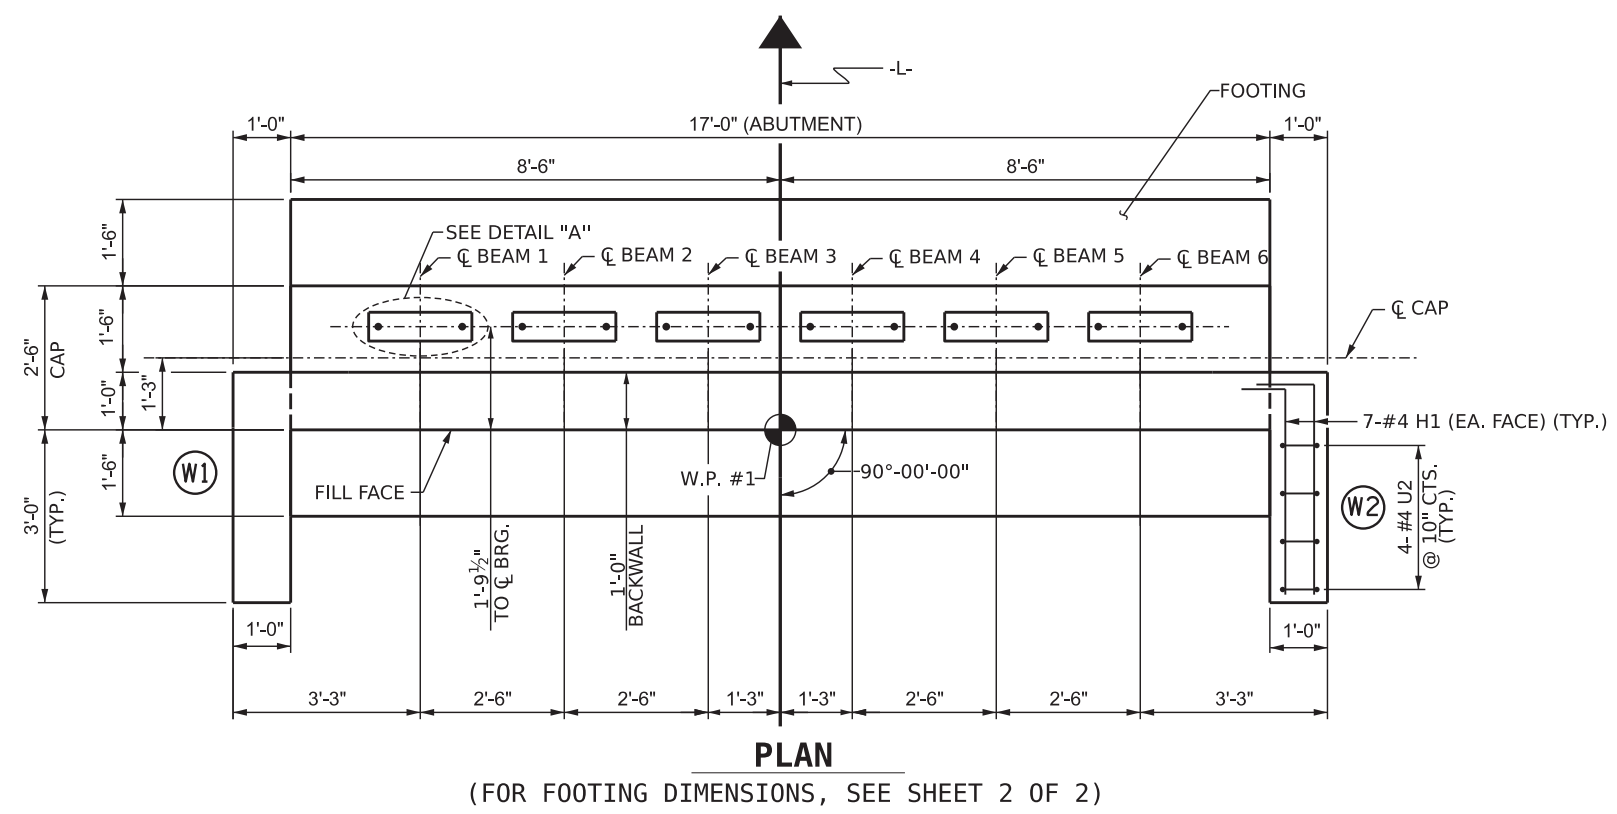 -L-
FOOTING
1'-0"
17'-0" (ABUTMENT)
1'-0"
8'-6"
8'-6"
1'-6"
SEE DETAIL "A"
℄ BEAM 1
℄ BEAM 2
℄ BEAM 3
℄ BEAM 4
℄ BEAM 5
℄ BEAM 6
℄ CAP
2'-6"
CAP
1'-6"
1'-0"
1'-3"
7-#4 H1 (EA. FACE) (TYP.)
W1
3'-0"
(TYP.)
1'-6"
FILL FACE
W.P. #1
90°-00'-00"
W2
4-#4 U2
@ 10" CTS.
(TYP.)
1'-9½"
TO ℄ BRG.
1'-0"
BACKWALL
1'-0"
1'-0"
3'-3"
2'-6"
2'-6"
1'-3"
1'-3"
2'-6"
2'-6"
3'-3"
PLAN
(FOR FOOTING DIMENSIONS, SEE SHEET 2 OF 2)